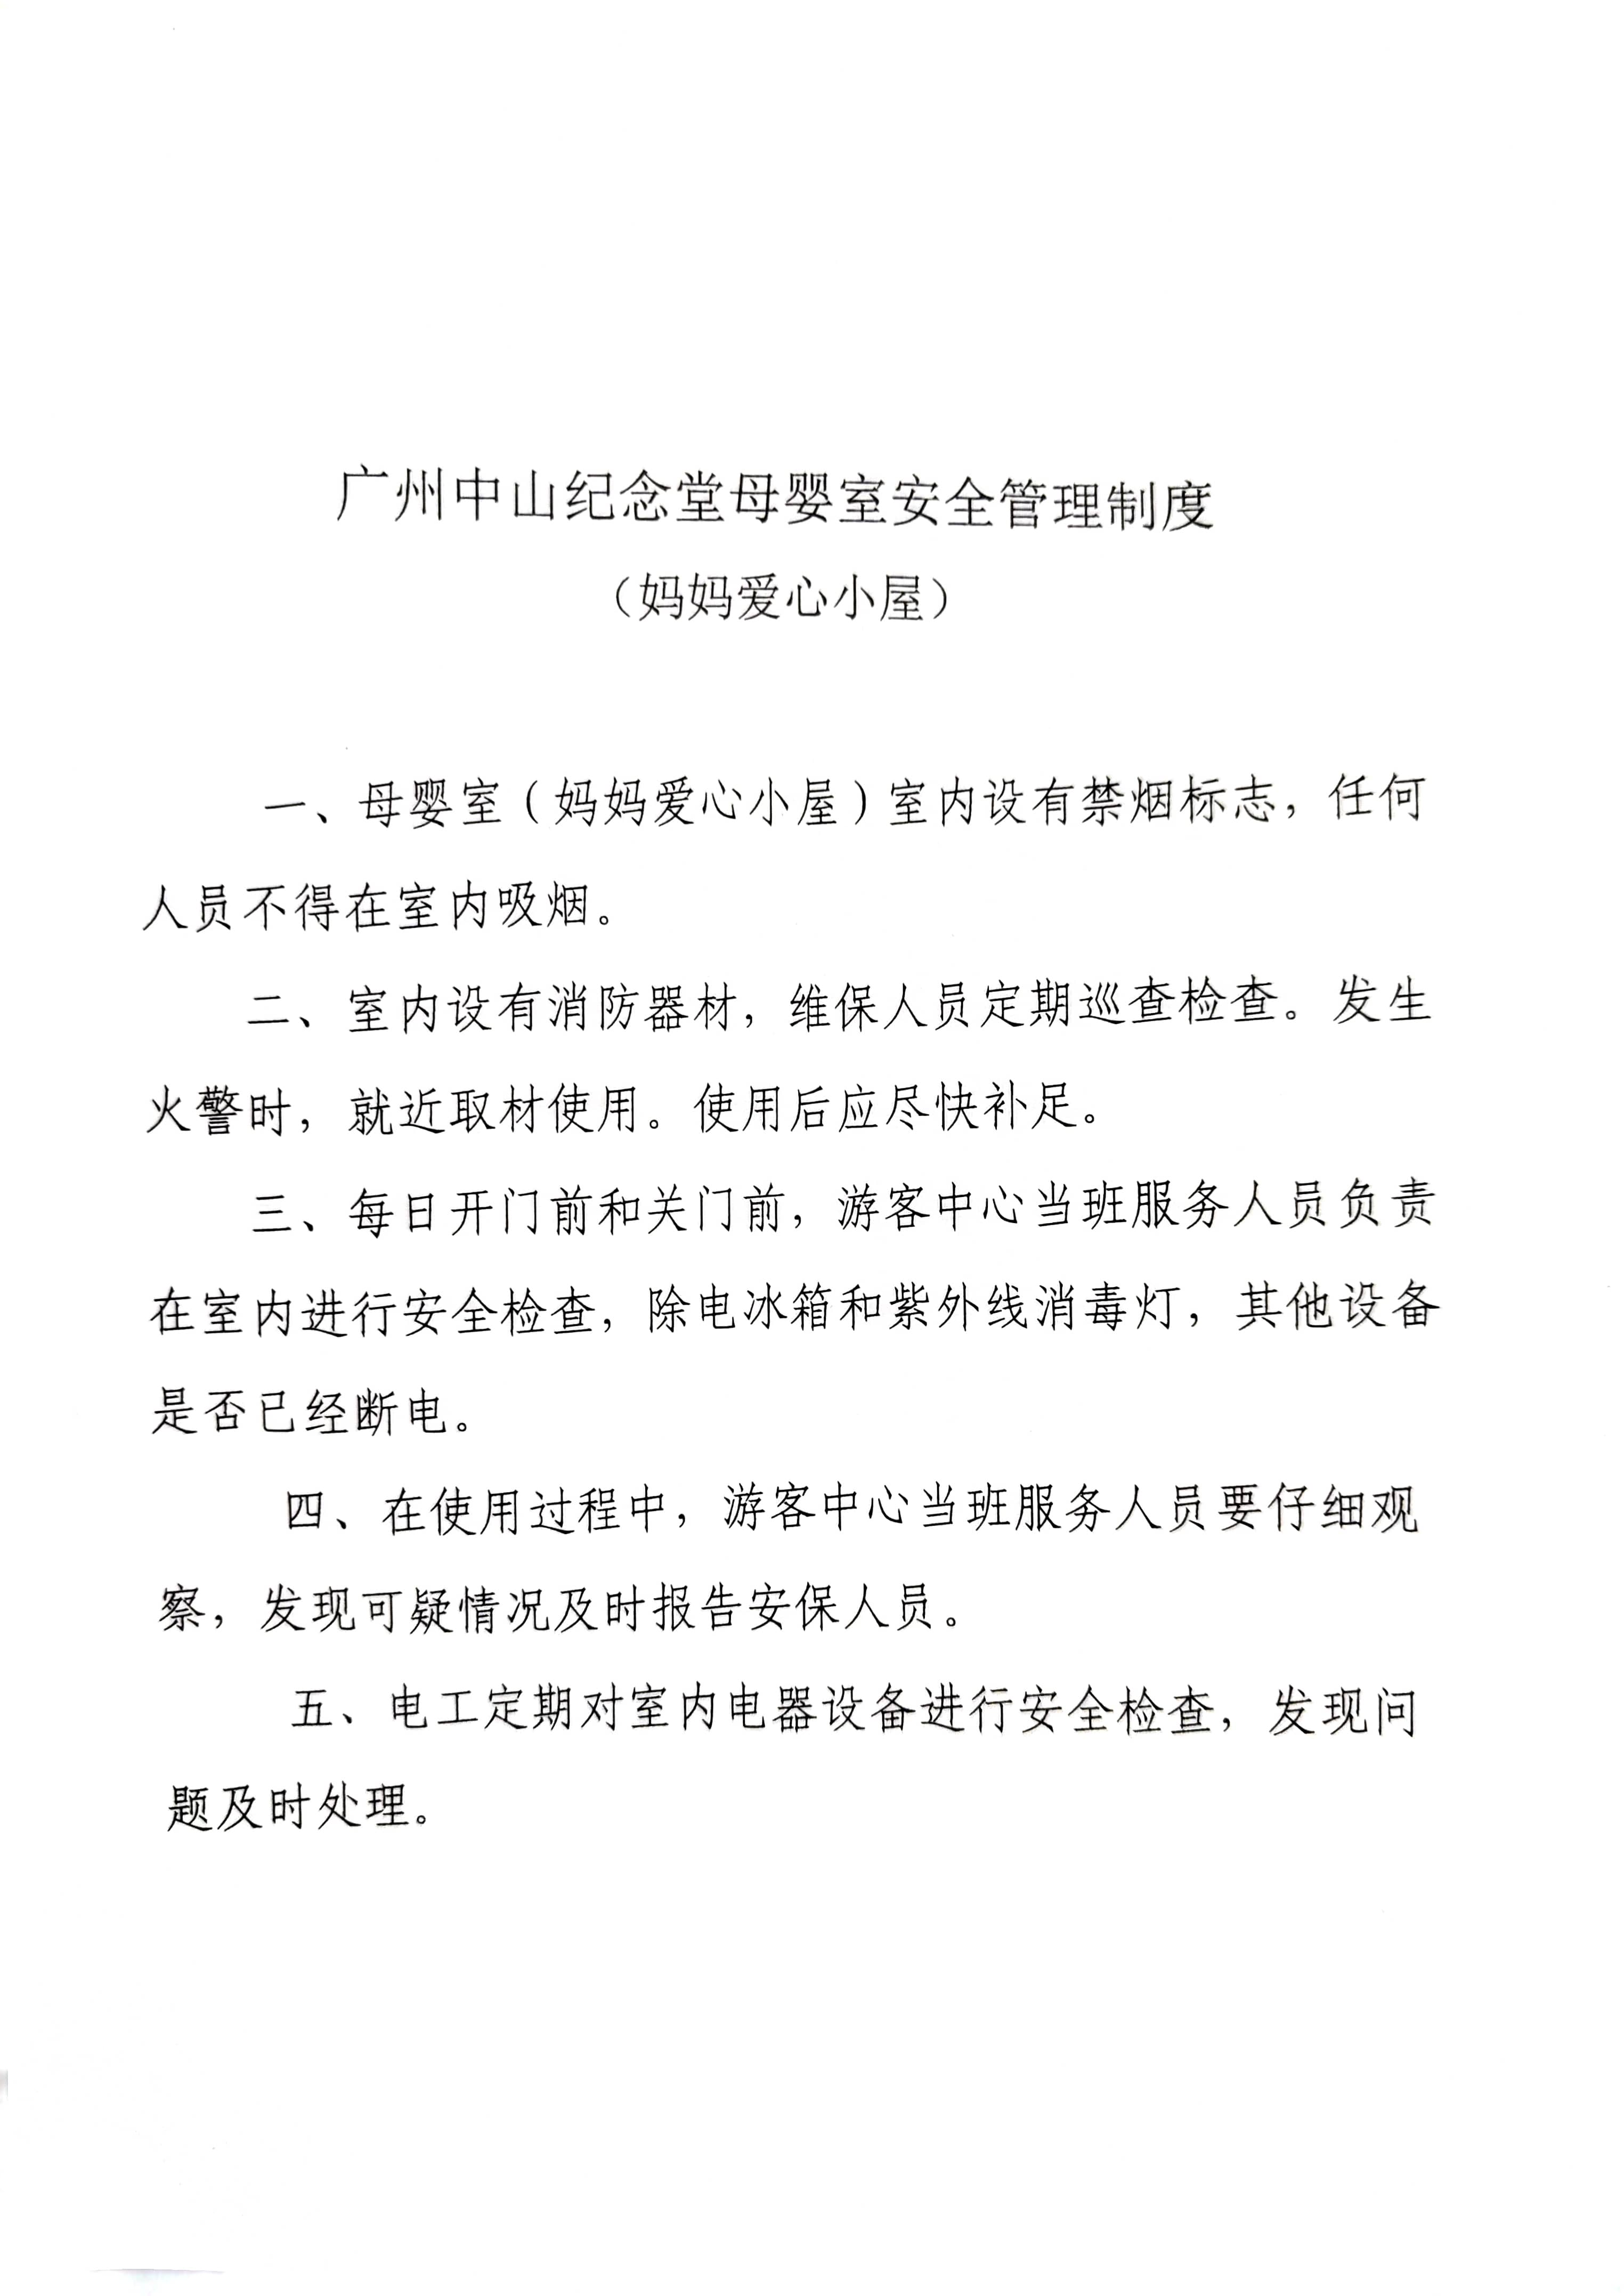 广州中山纪念堂母婴室安全管理制度
（妈妈爱心小屋）
一、母婴室（妈妈爱心小屋）室内设有禁烟标志，任何
人员不得在室内吸烟。
二、室内设有消防器材，维保人员定期巡查检查。发生
火警时，就近取材使用。使用后应尽快补足。
三、每日开门前和关门前，游客中心当班服务人员负责
在室内进行安全检查，除电冰箱和紫外线消毒灯，其他设备
是否已经断电。
四、在使用过程中，游客中心当班服务人员要仔细观
察，发现可疑情况及时报告安保人员。
五、电工定期对室内电器设备进行安全检查，发现问
题及时处理。